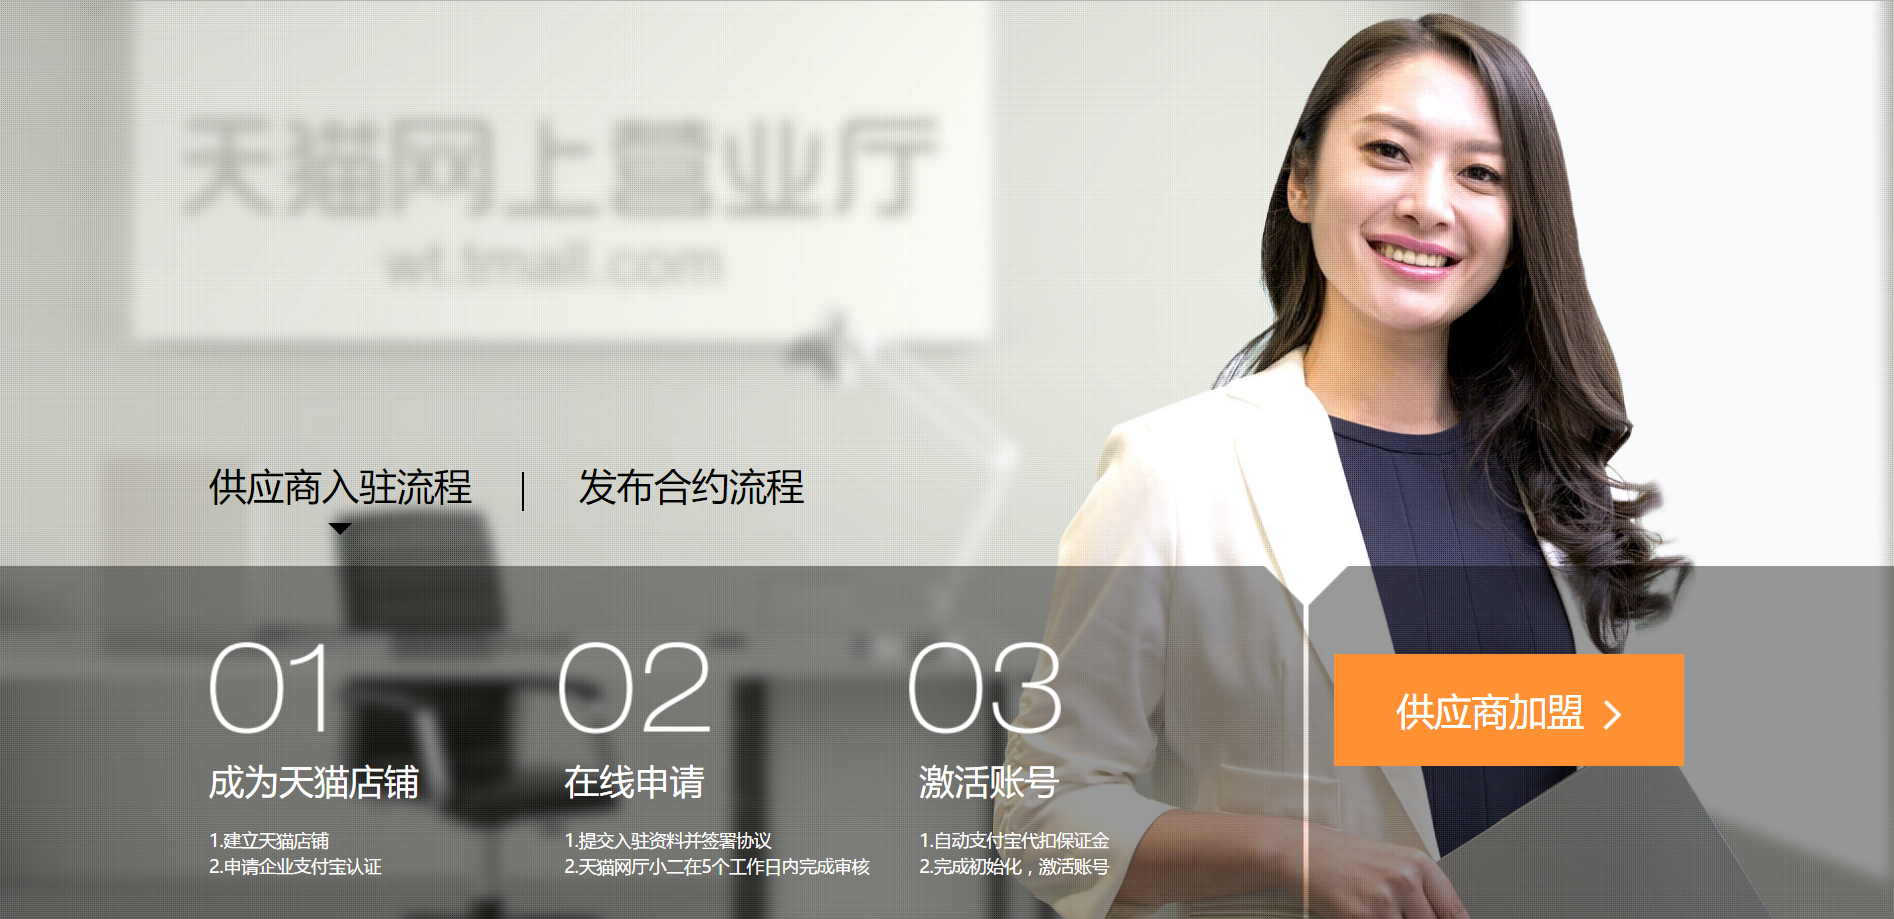 天猫网上营业厅
wt.tmall.com
供应商入驻流程
发布合约流程
01
02
03
成为天猫店铺
在线申请
激活账号
1.建立天猫店铺
2.申请企业支付宝认证
1.提交入驻资料并签署协议
2.天猫网厅小二在5个工作日内完成审核
1.自动支付宝代扣保证金
2.完成初始化，激活账号
供应商加盟